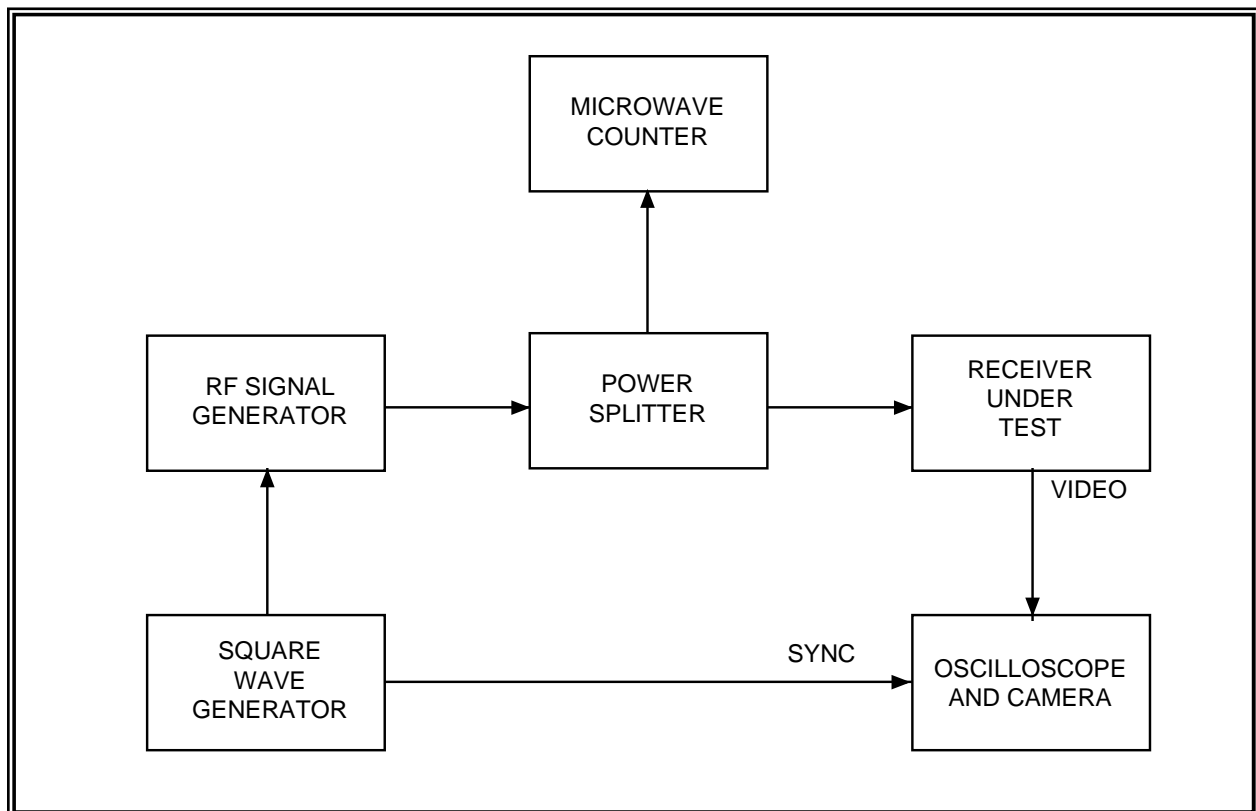 MICROWAVE
COUNTER
RF SIGNAL
GENERATOR
POWER
SPLITTER
RECEIVER
UNDER
TEST
VIDEO
SQUARE
WAVE
GENERATOR
SYNC
OSCILLOSCOPE
AND CAMERA